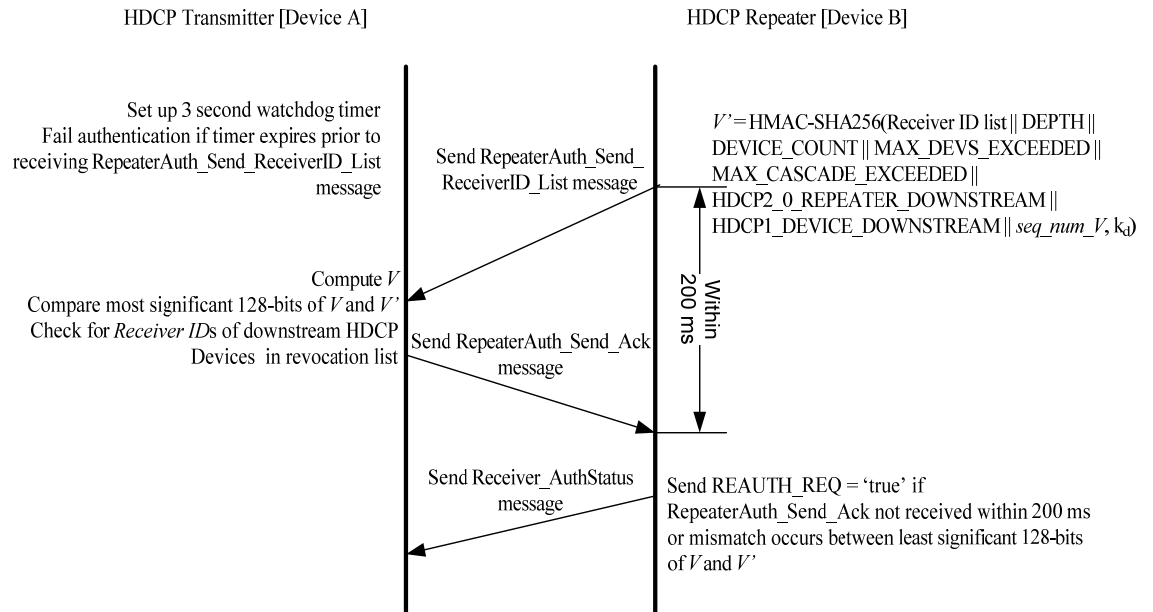 HDCP Transmitter [Device A]
HDCP Repeater [Device B]
Set up 3 second watchdog timer
Fail authentication if timer expires prior to
receiving RepeaterAuth_Send_ReceiverID_List
message
Send RepeaterAuth_Send_
ReceiverID_List message
V’ = HMAC-SHA256(Receiver ID list || DEPTH ||
DEVICE_COUNT || MAX_DEVS_EXCEEDED ||
MAX_CASCADE_EXCEEDED ||
HDCP2_0_REPEATER_DOWNSTREAM ||
HDCP1_DEVICE_DOWNSTREAM || seq_num_V, kd)
Within
200 ms
Compute V
Compare most significant 128-bits of V and V’
Check for Receiver IDs of downstream HDCP
Devices in revocation list
Send RepeaterAuth_Send_Ack
message
Send Receiver_AuthStatus
message
Send REAUTH_REQ = ‘true’ if
RepeaterAuth_Send_Ack not received within 200 ms
or mismatch occurs between least significant 128-bits
of V and V’